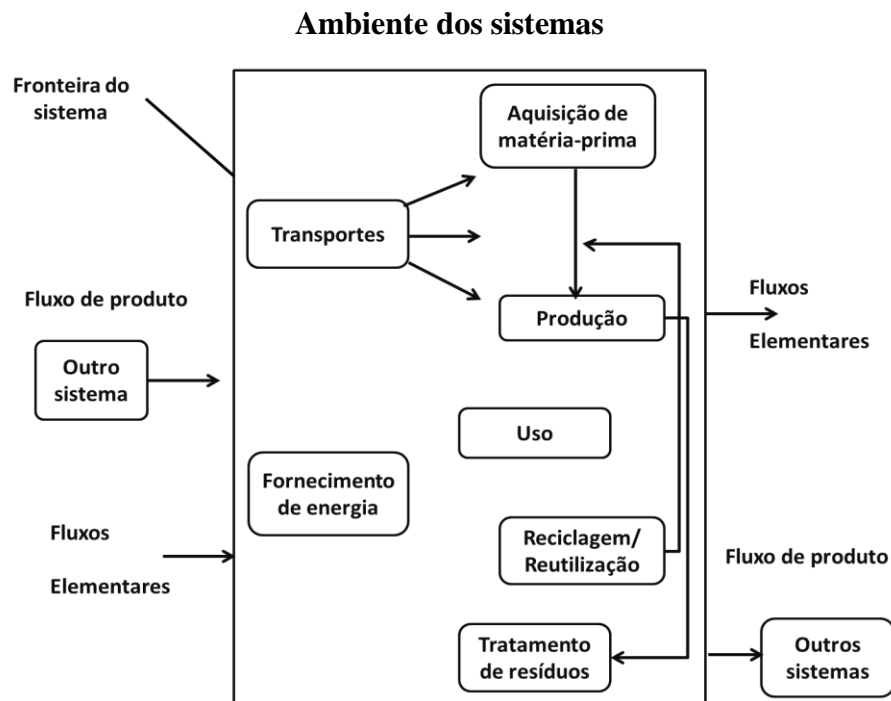 Ambiente dos sistemas
Fronteira do
sistema
Aquisição de
matéria-prima
Transportes
Fluxo de produto
Produção
Fluxos
Elementares
Outro
sistema
Uso
Fornecimento
de energia
Fluxos
Elementares
Reciclagem/
Reutilização
Fluxo de produto
Tratamento
de resíduos
Outros
sistemas